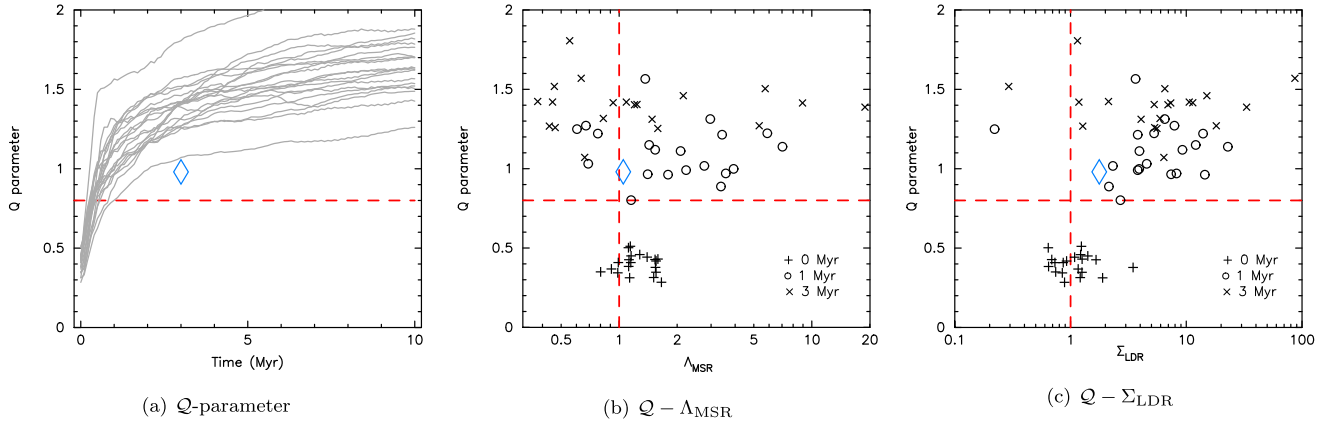 2
1.5
1
0.5
0
Q parameter
0
5
10
Time (Myr)
(a) Q-parameter
2
1.5
1
0.5
0
Q parameter
+ 0 Myr
○ 1 Myr
× 3 Myr
0.5
1
2
5
10
20
Λ_MSR
(b) Q − Λ_MSR
2
1.5
1
0.5
0
Q parameter
+ 0 Myr
○ 1 Myr
× 3 Myr
0.1
1
10
100
Σ_LDR
(c) Q − Σ_LDR